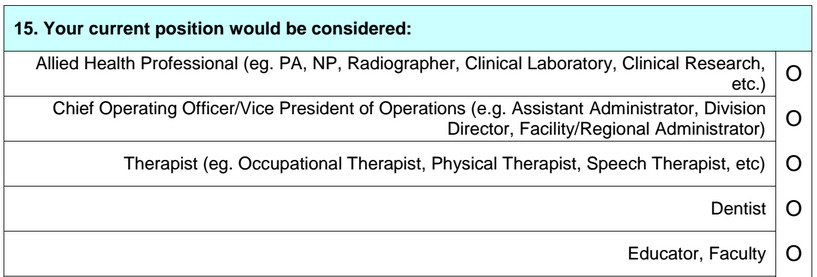 15. Your current position would be considered:
Allied Health Professional (eg. PA, NP, Radiographer, Clinical Laboratory, Clinical Research,
etc.) O
Chief Operating Officer/Vice President of Operations (e.g. Assistant Administrator, Division
Director, Facility/Regional Administrator) O
Therapist (eg. Occupational Therapist, Physical Therapist, Speech Therapist, etc) O
Dentist O
Educator, Faculty O